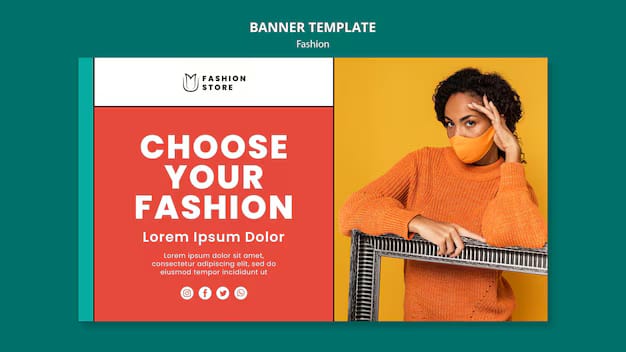 BANNER TEMPLATE
Fashion
FASHION
STORE
CHOOSE
YOUR
FASHION
Lorem Ipsum Dolor
Lorem ipsum dolor sit amet,
consectetur adipiscing elit, sed do
eiusmod tempor incididunt ut